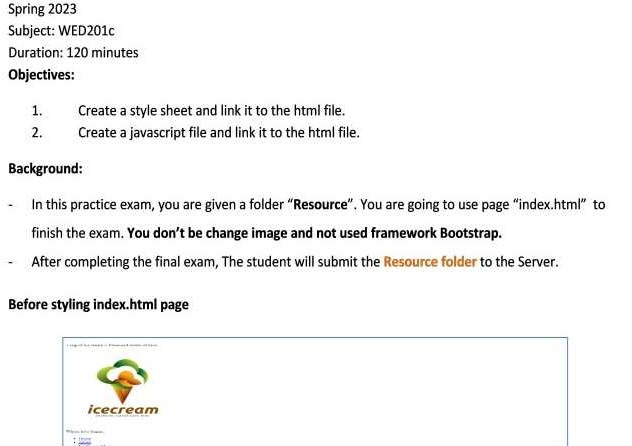 Spring 2023
Subject: WED201c
Duration: 120 minutes
Objectives:
1. Create a style sheet and link it to the html file.
2. Create a javascript file and link it to the html file.
Background:
- In this practice exam, you are given a folder “Resource”. You are going to use page “index.html” to
finish the exam. You don’t be change image and not used framework Bootstrap.
- After completing the final exam, The student will submit the Resource folder to the Server.
Before styling index.html page
icecream